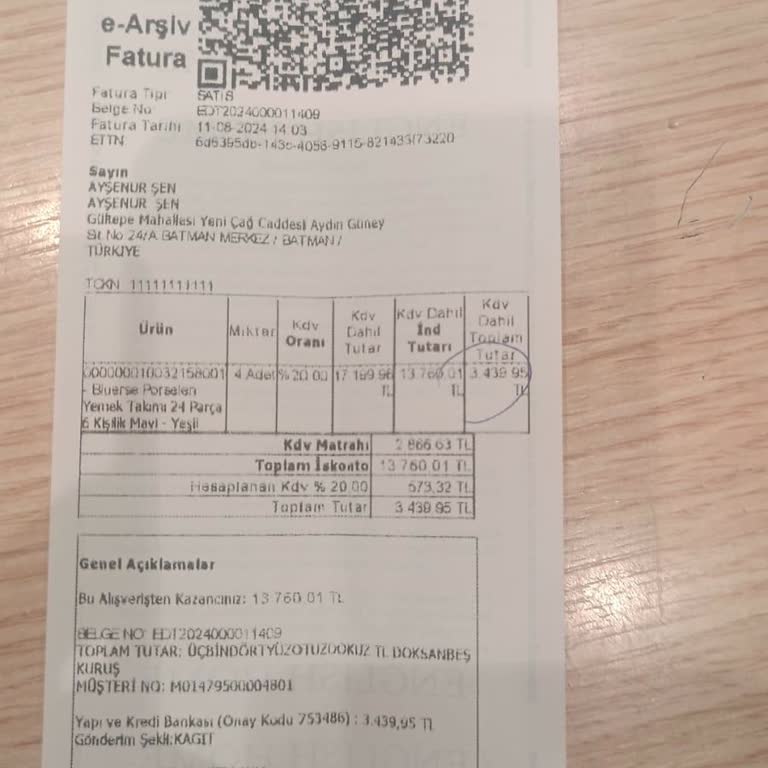 e-Arşiv
Fatura
Fatura Tipi: SATIS
Belge No: EDT2024000011409
Fatura Tarihi: 11-08-2024 14:03
ETTN:
Sayın
AYŞENUR ŞEN
AYŞENUR ŞEN
Gültepe Mahallesi Yeni Çağ Caddesi Aydın Güney
St. No 24/A BATMAN MERKEZ / BATMAN /
TÜRKİYE
TCKN: 11111111111
Ürün Miktar Kdv Oranı Kdv Dahil Tutar Kdv Dahil İnd Tutarı Kdv Dahil Toplam Tutar
000000010032158001 4 Adet % 20.00 17.199,96 TL 13.760,01 TL 3.439,95 TL
- Bluerse Porselen
Yemek Takımı 24 Parça
6 Kişilik Mavi - Yeşil
Kdv Matrahı 2.866,63 TL
Toplam İskonto 13.760,01 TL
Hesaplanan Kdv % 20.00 573,32 TL
Toplam Tutar 3.439,95 TL
Genel Açıklamalar
Bu Alışverişten Kazancınız: 13.760,01 TL
BELGE NO: EDT2024000011409
TOPLAM TUTAR: ÜÇBİNDÖRTYÜZOTUZDOKUZ TL DOKSANBEŞ
KURUŞ
MÜŞTERİ NO: M01479500004801
Yapı ve Kredi Bankası (Onay Kodu 753486) : 3.439,95 TL
Gönderim Şekli:KAGIT